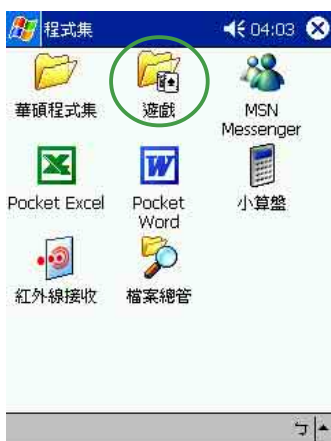 程式集 04:03
華碩程式集 遊戲 MSN Messenger
Pocket Excel Pocket Word 小算盤
紅外線接收 檔案總管
ㄅ